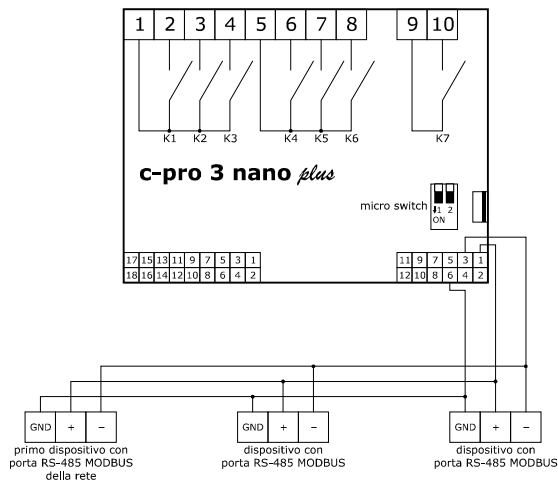 1 2 3 4 5 6 7 8 9 10
K1 K2 K3 K4 K5 K6 K7
c-pro 3 nano plus
micro switch
1 2
ON
17 15 13 11 9 7 5 3 1
18 16 14 12 10 8 6 4 2
11 9 7 5 3 1
12 10 8 6 4 2
GND + −
primo dispositivo con
porta RS-485 MODBUS
della rete
GND + −
dispositivo con
porta RS-485 MODBUS
GND + −
dispositivo con
porta RS-485 MODBUS